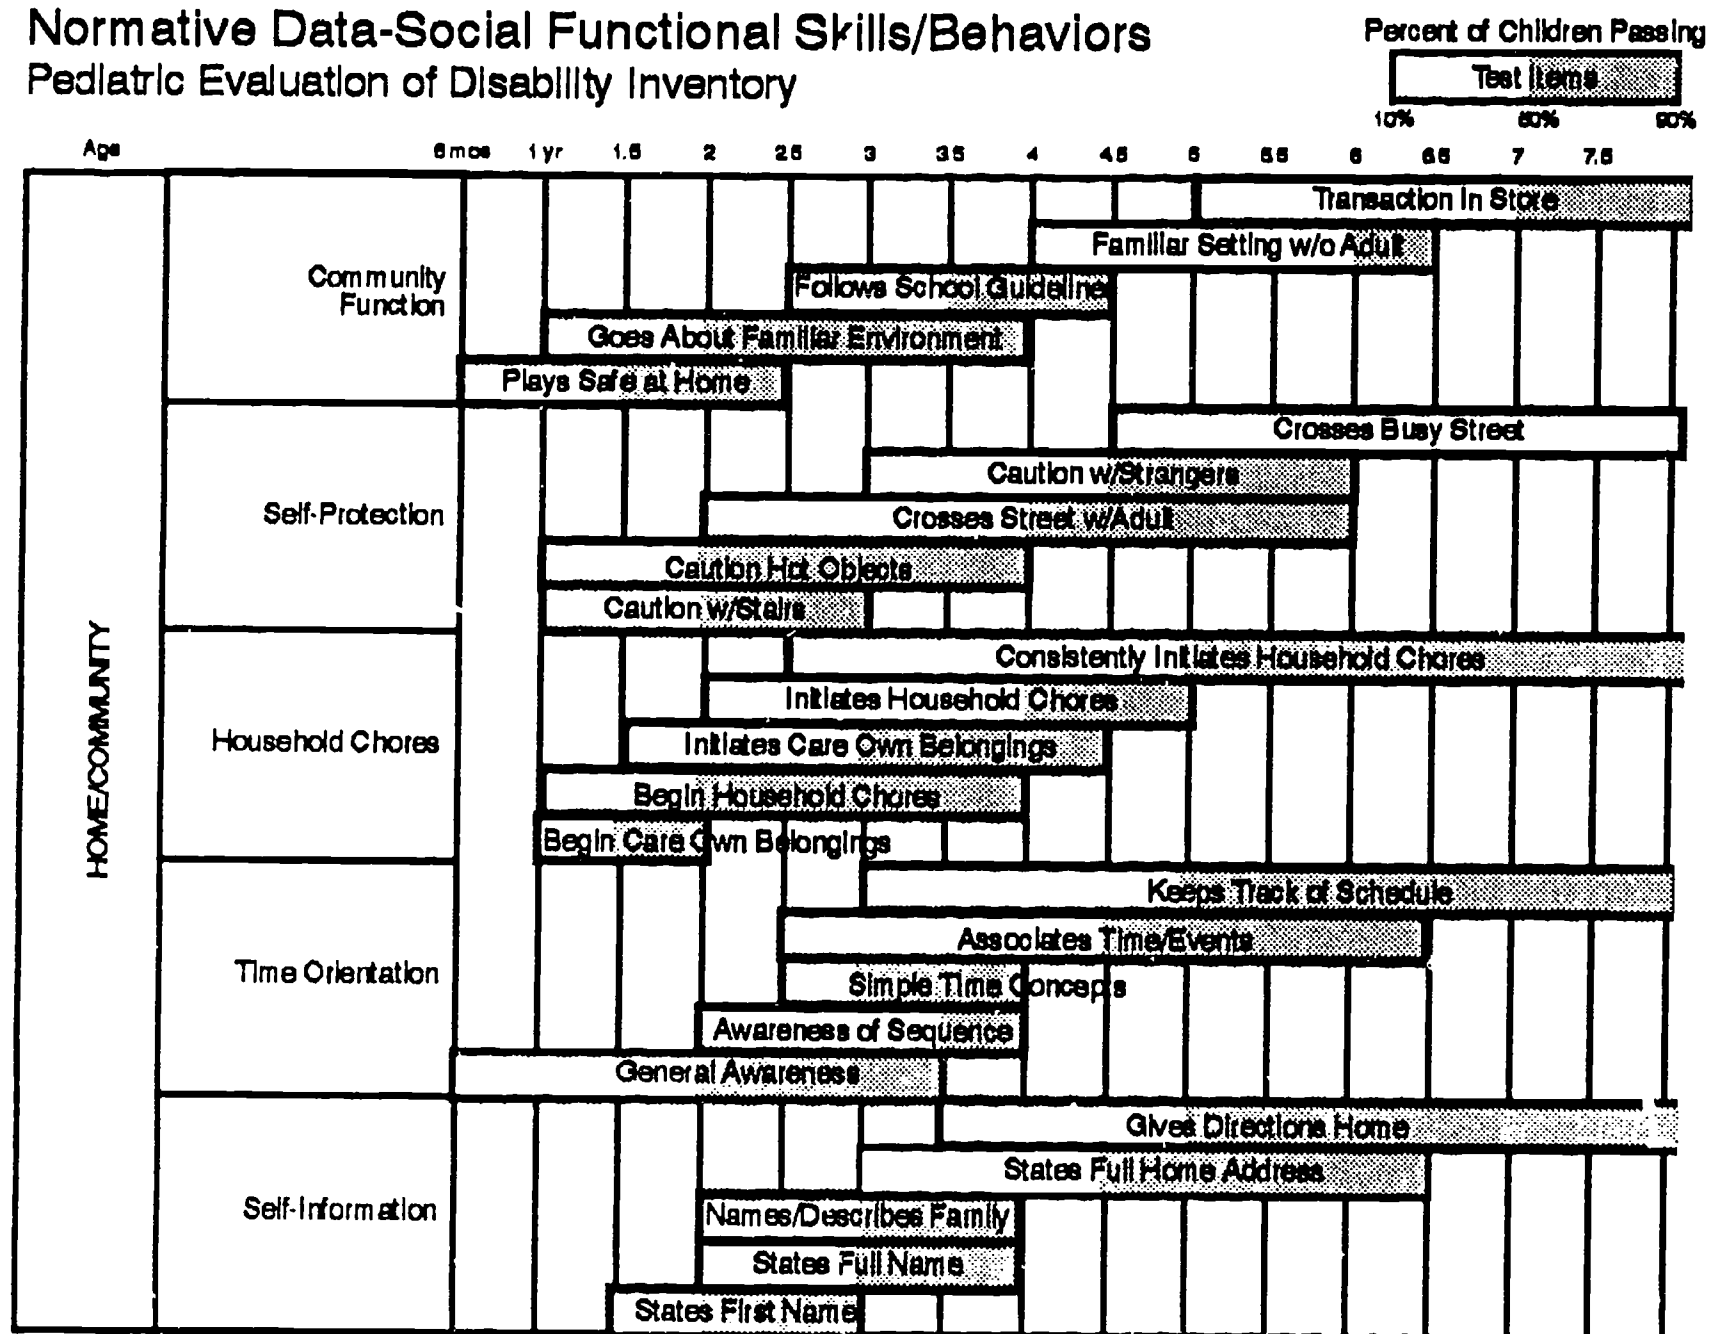 Normative Data-Social Functional Skills/Behaviors
Pediatric Evaluation of Disability Inventory
Percent of Children Passing
Test Items
10% 60% 90%
Age 6 mos 1 yr 1.5 2 2.5 3 3.5 4 4.5 5 5.5 6 6.5 7 7.5
HOME/COMMUNITY
Community
Function
Transaction In Store
Familiar Setting w/o Adult
Follows School Guideline
Goes About Familiar Environment
Plays Safe at Home
Self-Protection
Crosses Busy Street
Caution w/Strangers
Crosses Street w/Adult
Caution Hot Objects
Caution w/Stairs
Household Chores
Consistently Initiates Household Chores
Initiates Household Chores
Initiates Care Own Belongings
Begin Household Chores
Begin Care Own Belongings
Time Orientation
Keeps Track of Schedule
Associates Time/Events
Simple Time Concepts
Awareness of Sequence
General Awareness
Self-Information
Gives Directions Home
States Full Home Address
Names/Describes Family
States Full Name
States First Name